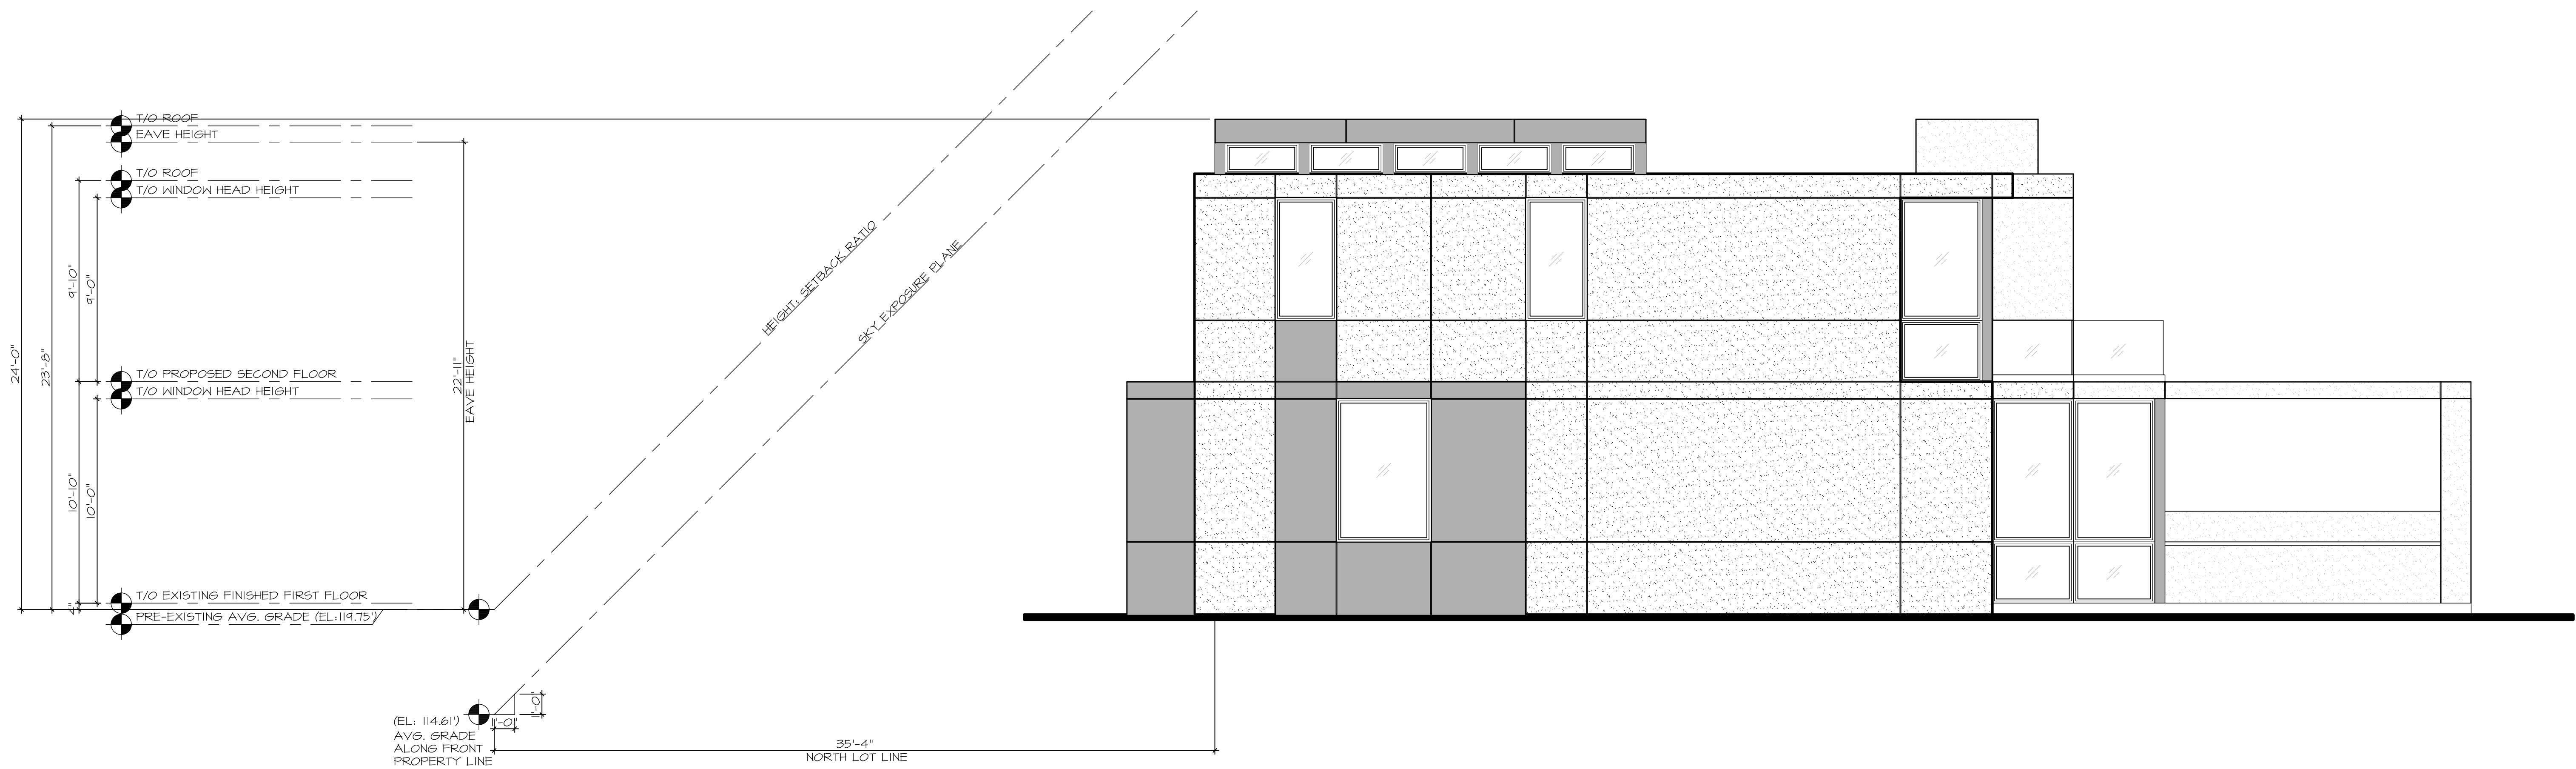 T/O ROOF
EAVE HEIGHT
T/O ROOF
T/O WINDOW HEAD HEIGHT
T/O PROPOSED SECOND FLOOR
T/O WINDOW HEAD HEIGHT
T/O EXISTING FINISHED FIRST FLOOR
PRE-EXISTING AVG. GRADE (EL:119.75')
24'-0"
23'-8"
9'-10"
9'-0"
10'-10"
10'-0"
4"
22'-11"
EAVE HEIGHT
HEIGHT: SETBACK RATIO
SKY EXPOSURE PLANE
1'-0"
1'-0"
(EL: 114.61')
AVG. GRADE
ALONG FRONT
PROPERTY LINE
35'-4"
NORTH LOT LINE